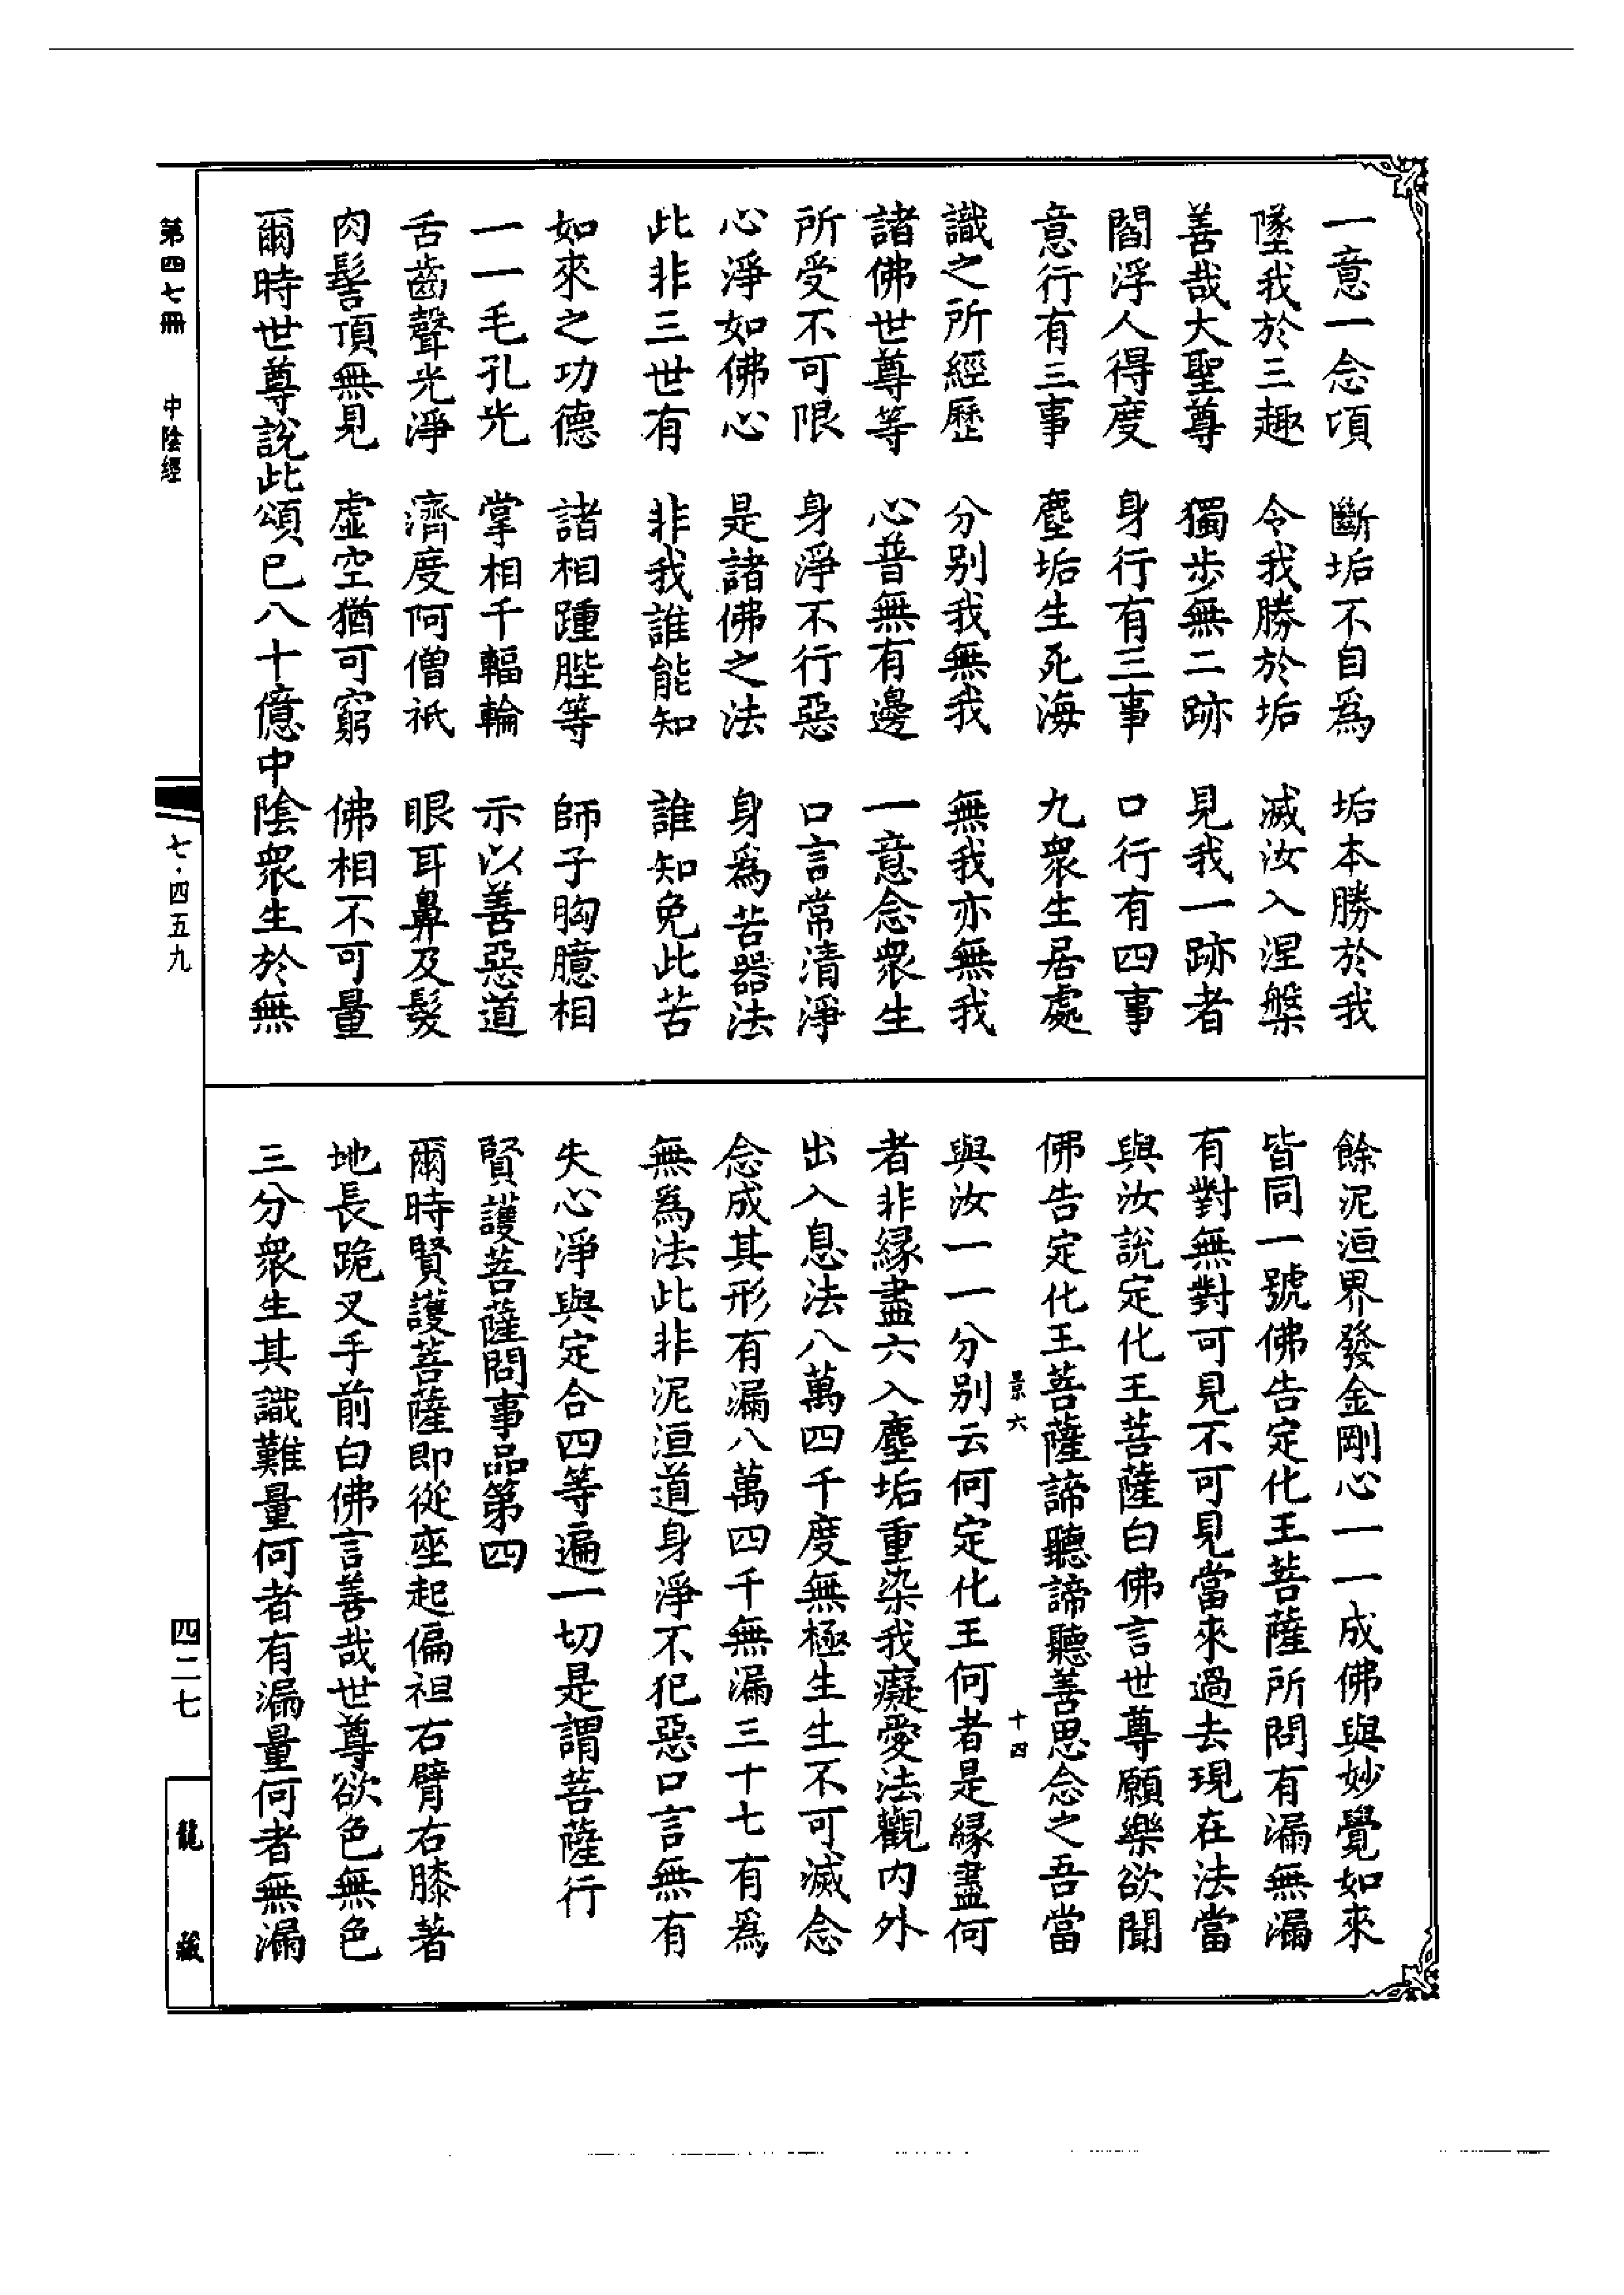 一意一念頃　斷垢不自爲　垢本勝於我
墜我於三趣　令我勝於垢　滅汝入涅槃
善哉大聖尊　獨步無二跡　見我一跡者
閻浮人得度　身行有三事　口行有四事
意行有三事　塵垢生死海　九衆生居處
識之所經歷　分别我無我　無我亦無我
諸佛世尊等　心普無有邊　一意念衆生
所受不可限　身淨不行惡　口言常清淨
心淨如佛心　是諸佛之法　身爲苦器法
此非三世有　非我誰能知　誰知免此苦
如來之功德　諸相踵䏶等　師子胸臆相
一一毛孔光　掌相千輻輪　示以善惡道
舌齒聲光淨　濟度阿僧祇　眼耳鼻及髮
肉髻頂無見　虛空猶可窮　佛相不可量
爾時世尊說此頌已八十億中陰衆生於無
餘泥洹界發金剛心一一成佛與妙覺如來
皆同一號佛告定化王菩薩所問有漏無漏
有對無對可見不可見當來過去現在法當
與汝說定化王菩薩白佛言世尊願樂欲聞
佛告定化王菩薩諦聽諦聽善思念之吾當
景六　十四
與汝一一分别云何定化王何者是緣盡何
者非緣盡六入塵垢重染我癡愛法觀内外
出入息法八萬四千度無極生生不可滅念
念成其形有漏八萬四千無漏三十七有爲
無爲法此非泥洹道身淨不犯惡口言無有
失心淨與定合四等遍一切是謂菩薩行
賢護菩薩問事品第四
爾時賢護菩薩即從座起偏袒右臂右膝著
地長跪叉手前白佛言善哉世尊欲色無色
三分衆生其識難量何者有漏量何者無漏
第四七冊　中陰經
七·四五九
四二七
龍藏